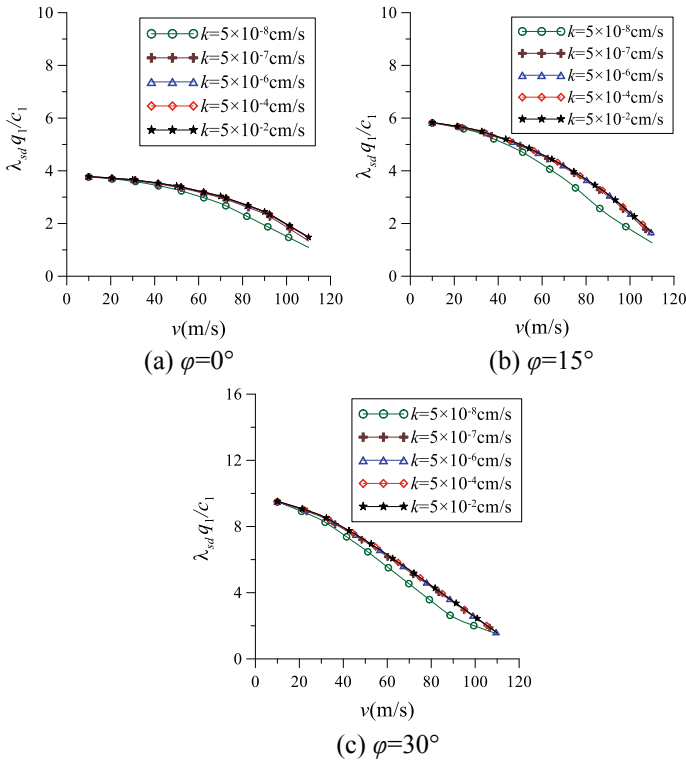 10
8
6
4
2
0
λsd q1/c1
k=5×10-8cm/s
k=5×10-7cm/s
k=5×10-6cm/s
k=5×10-4cm/s
k=5×10-2cm/s
0 20 40 60 80 100 120
v(m/s)
(a) φ=0°
10
8
6
4
2
0
λsd q1/c1
k=5×10-8cm/s
k=5×10-7cm/s
k=5×10-6cm/s
k=5×10-4cm/s
k=5×10-2cm/s
0 20 40 60 80 100 120
v(m/s)
(b) φ=15°
16
12
8
4
0
λsd q1/c1
k=5×10-8cm/s
k=5×10-7cm/s
k=5×10-6cm/s
k=5×10-4cm/s
k=5×10-2cm/s
0 20 40 60 80 100 120
v(m/s)
(c) φ=30°